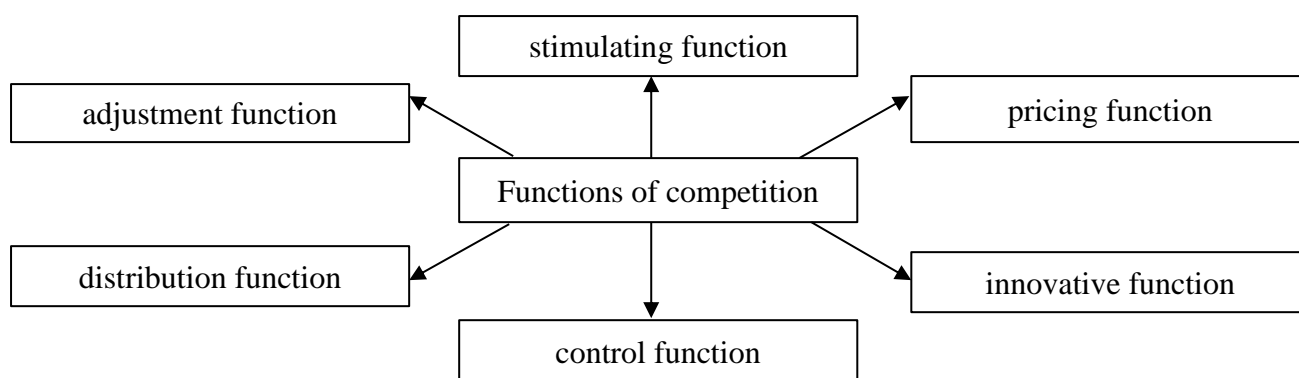 stimulating function
adjustment function
pricing function
Functions of competition
distribution function
innovative function
control function